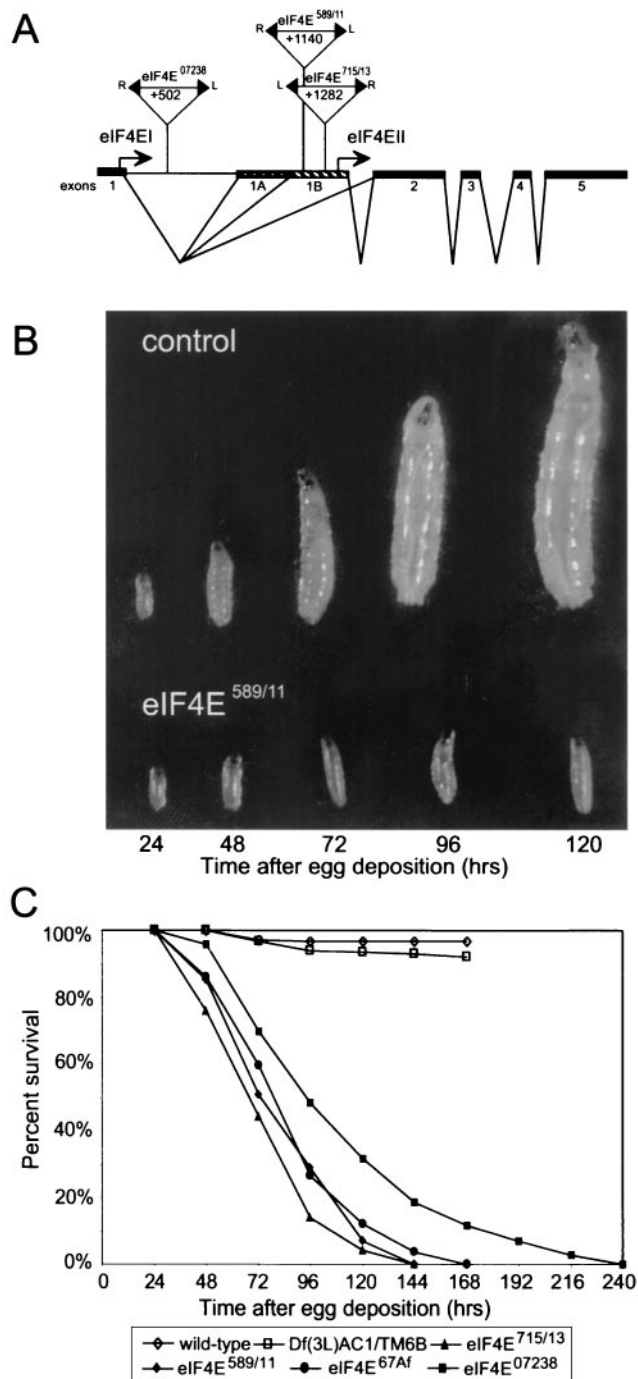 A
eIF4E 589/11
R +1140 L
eIF4E 07238
R +502 L
eIF4E 715/13
L +1282 R
eIF4EI
eIF4EII
exons 1 1A 1B 2 3 4 5
B
control
eIF4E 589/11
24 48 72 96 120
Time after egg deposition (hrs)
C
100%
80%
60%
40%
20%
0%
Percent survival
0 24 48 72 96 120 144 168 192 216 240
Time after egg deposition (hrs)
wild-type Df(3L)AC1/TM6B eIF4E 715/13
eIF4E 589/11 eIF4E 67Af eIF4E 07238